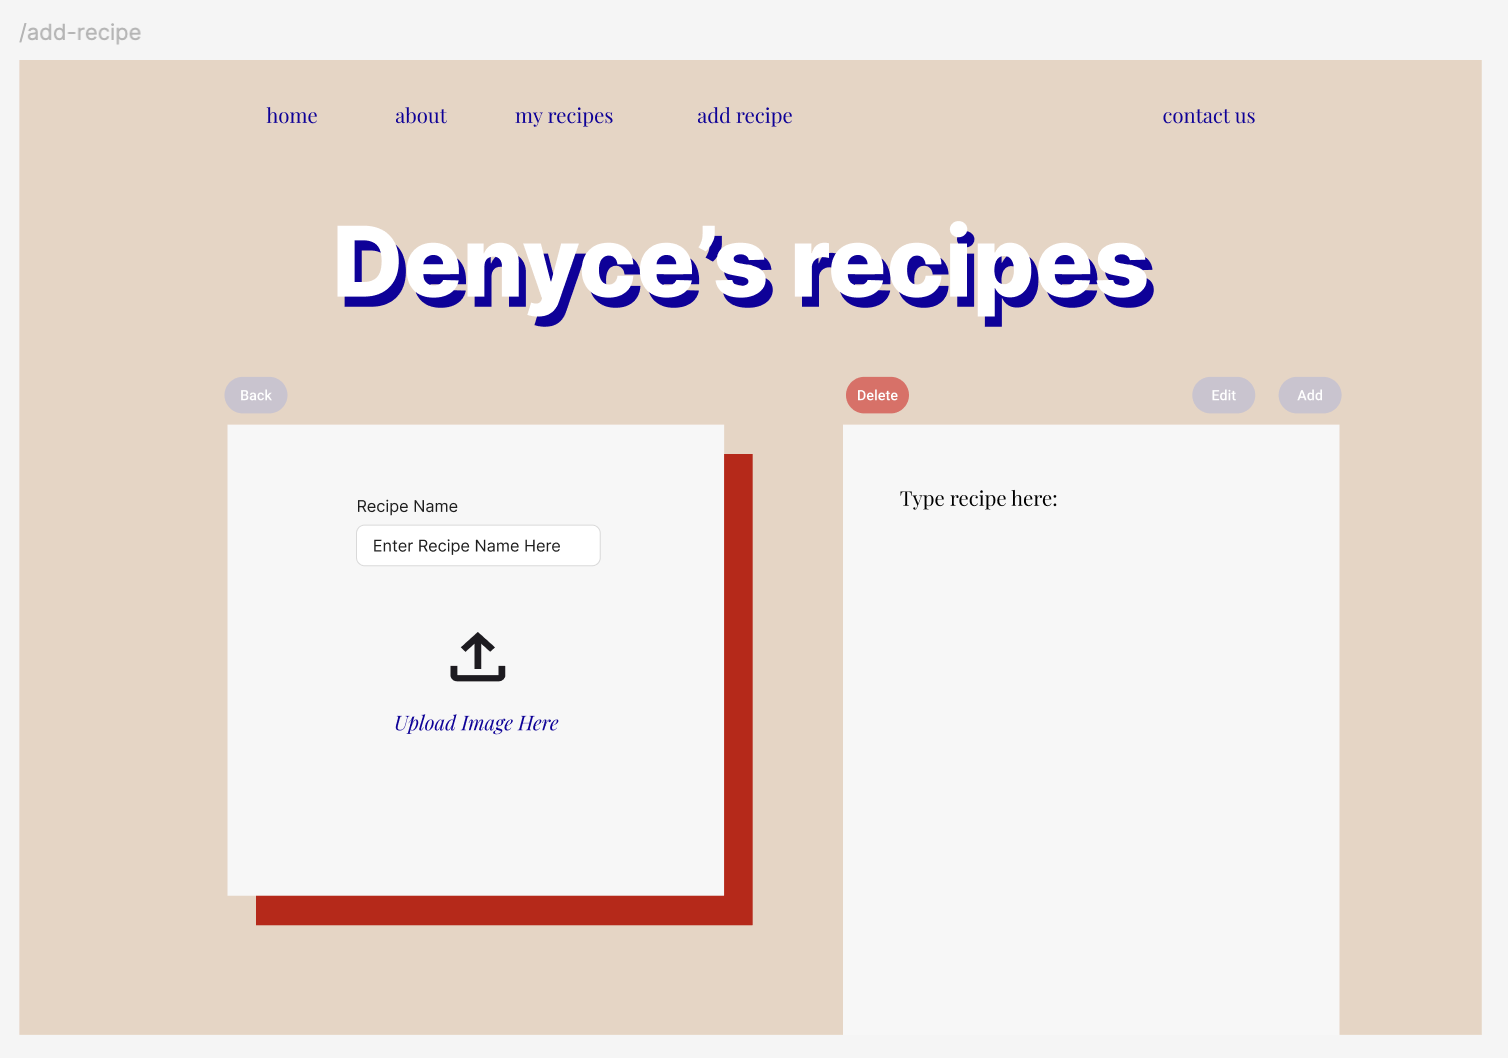 /add-recipe
home about my recipes add recipe contact us
Denyce’s recipes
Back Delete Edit Add
Recipe Name
Enter Recipe Name Here
Upload Image Here
Type recipe here: